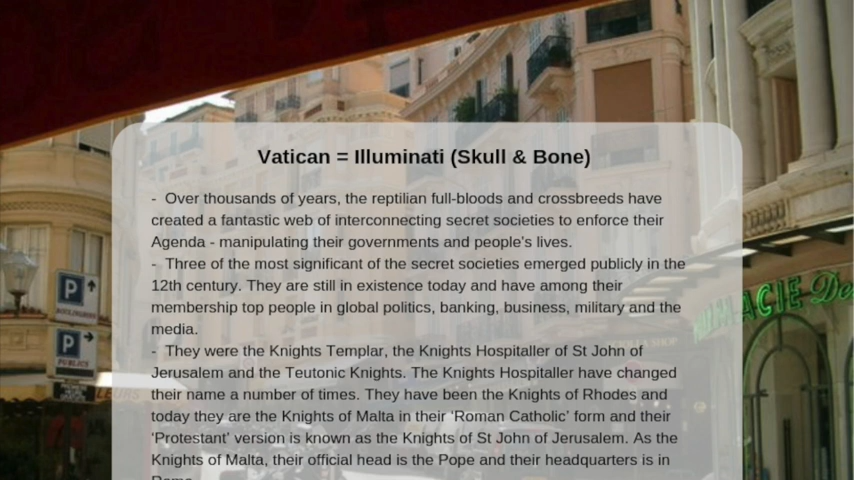 Vatican = Illuminati (Skull & Bone)
- Over thousands of years, the reptilian full-bloods and crossbreeds have
created a fantastic web of interconnecting secret societies to enforce their
Agenda - manipulating their governments and people's lives.
- Three of the most significant of the secret societies emerged publicly in the
12th century. They are still in existence today and have among their
membership top people in global politics, banking, business, military and the
media.
- They were the Knights Templar, the Knights Hospitaller of St John of
Jerusalem and the Teutonic Knights. The Knights Hospitaller have changed
their name a number of times. They have been the Knights of Rhodes and
today they are the Knights of Malta in their 'Roman Catholic' form and their
'Protestant' version is known as the Knights of St John of Jerusalem. As the
Knights of Malta, their official head is the Pope and their headquarters is in
P
P
PUBLIC
ACIE De